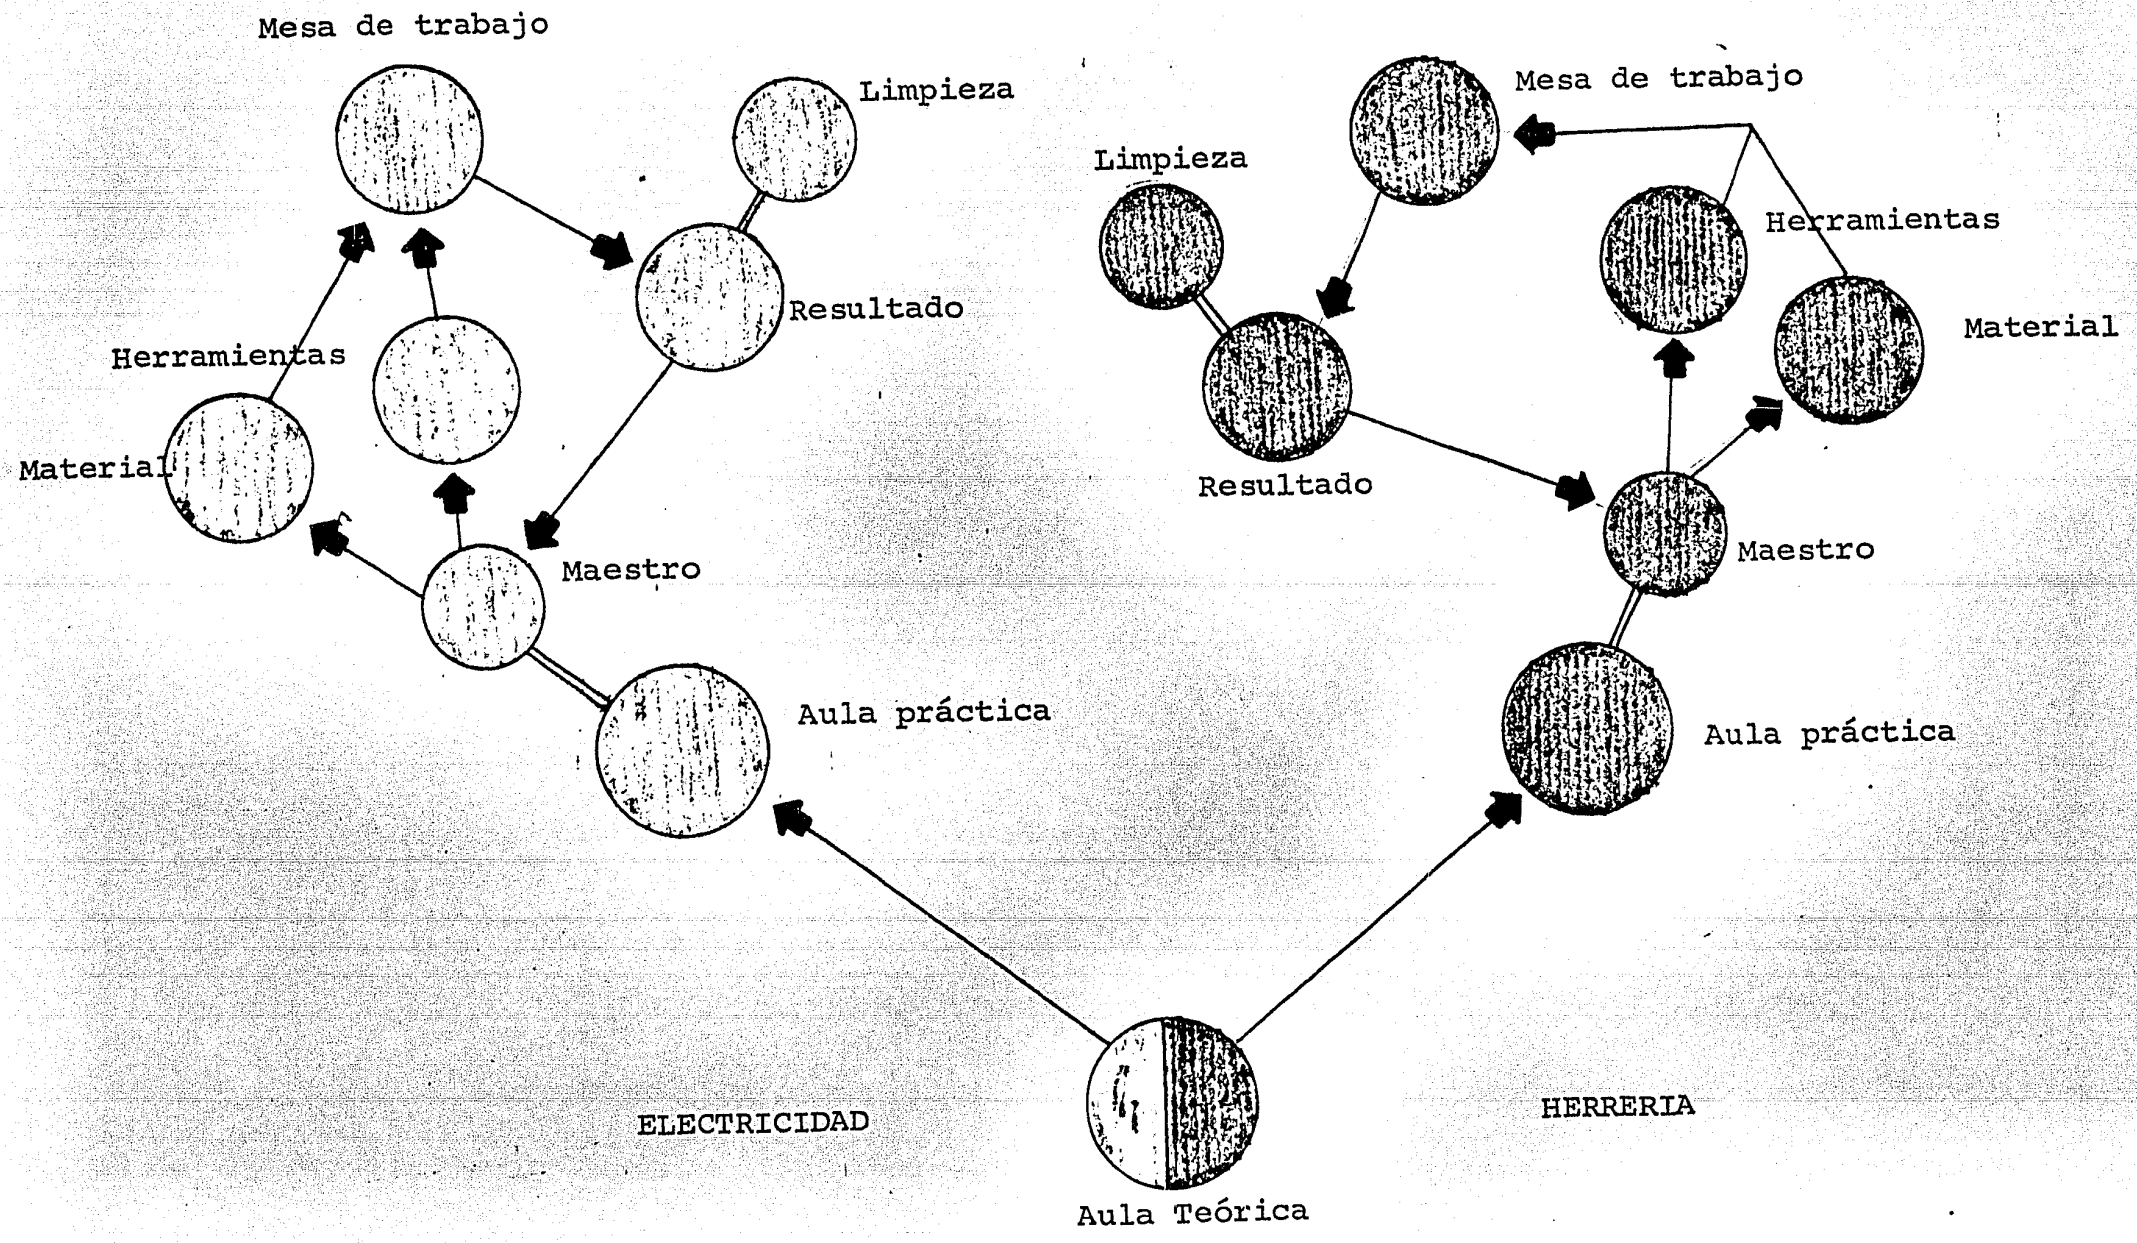 Mesa de trabajo
Limpieza
Resultado
Herramientas
Material
Maestro
Aula práctica
ELECTRICIDAD
Mesa de trabajo
Limpieza
Herramientas
Material
Resultado
Maestro
Aula práctica
HERRERIA
Aula Teórica